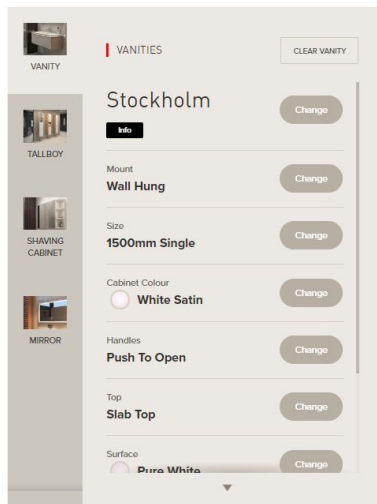 VANITY
TALLBOY
SHAVING
CABINET
MIRROR
VANITIES
CLEAR VANITY
Stockholm
Change
Info
Mount
Wall Hung
Change
Size
1500mm Single
Change
Cabinet Colour
White Satin
Change
Handles
Push To Open
Change
Top
Slab Top
Change
Surface
Pure White
Change